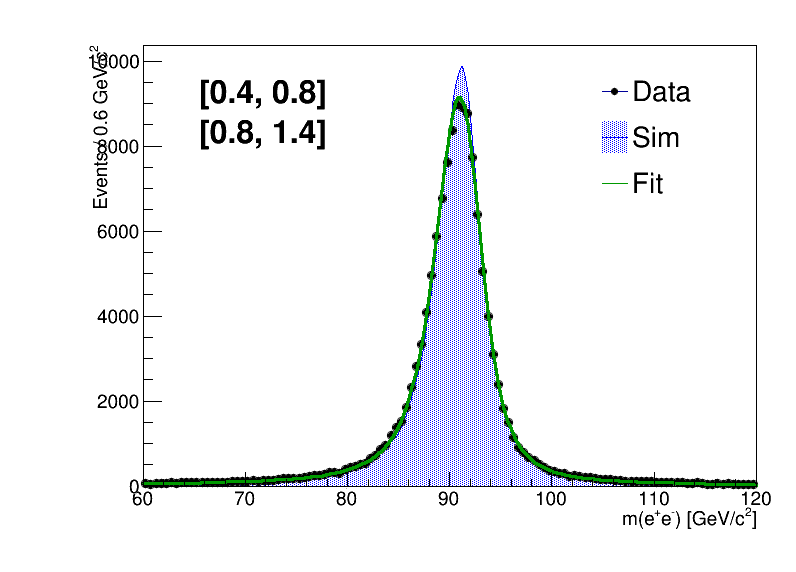 Events / 0.6 GeV/c²
10000
8000
6000
4000
2000
0
[0.4, 0.8]
[0.8, 1.4]
Data
Sim
Fit
60 70 80 90 100 110 120
m(e⁺e⁻) [GeV/c²]